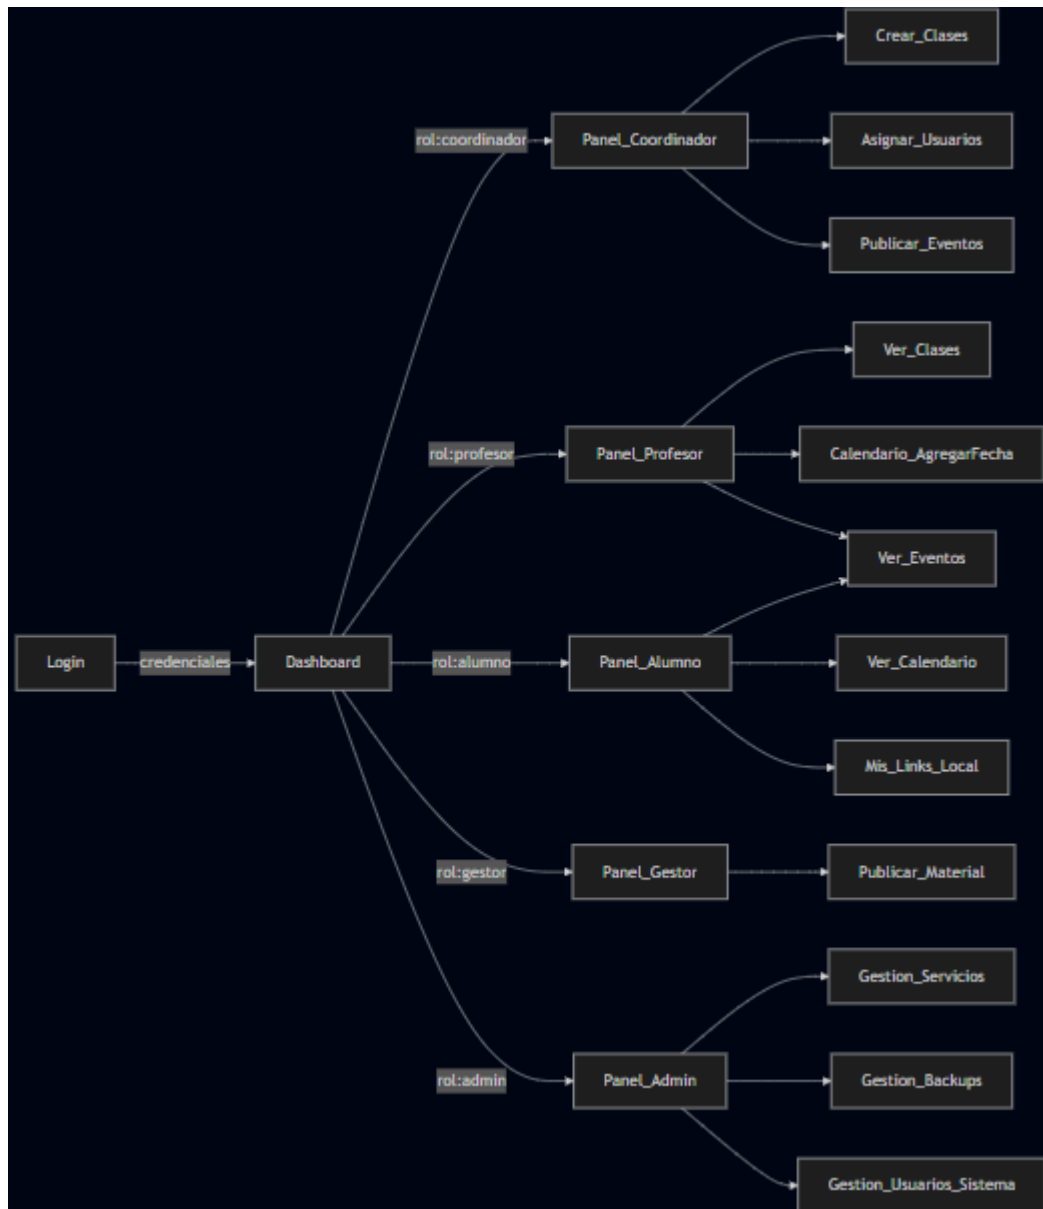 Crear_Clases
rol:coordinador
Panel_Coordinador
Asignar_Usuarios
Publicar_Eventos
Ver_Clases
rol:profesor
Panel_Profesor
Calendario_AgregarFecha
Ver_Eventos
Login
credenciales
Dashboard
rol:alumno
Panel_Alumno
Ver_Calendario
Mis_Links_Local
rol:gestor
Panel_Gestor
Publicar_Material
Gestion_Servicios
rol:admin
Panel_Admin
Gestion_Backups
Gestion_Usuarios_Sistema